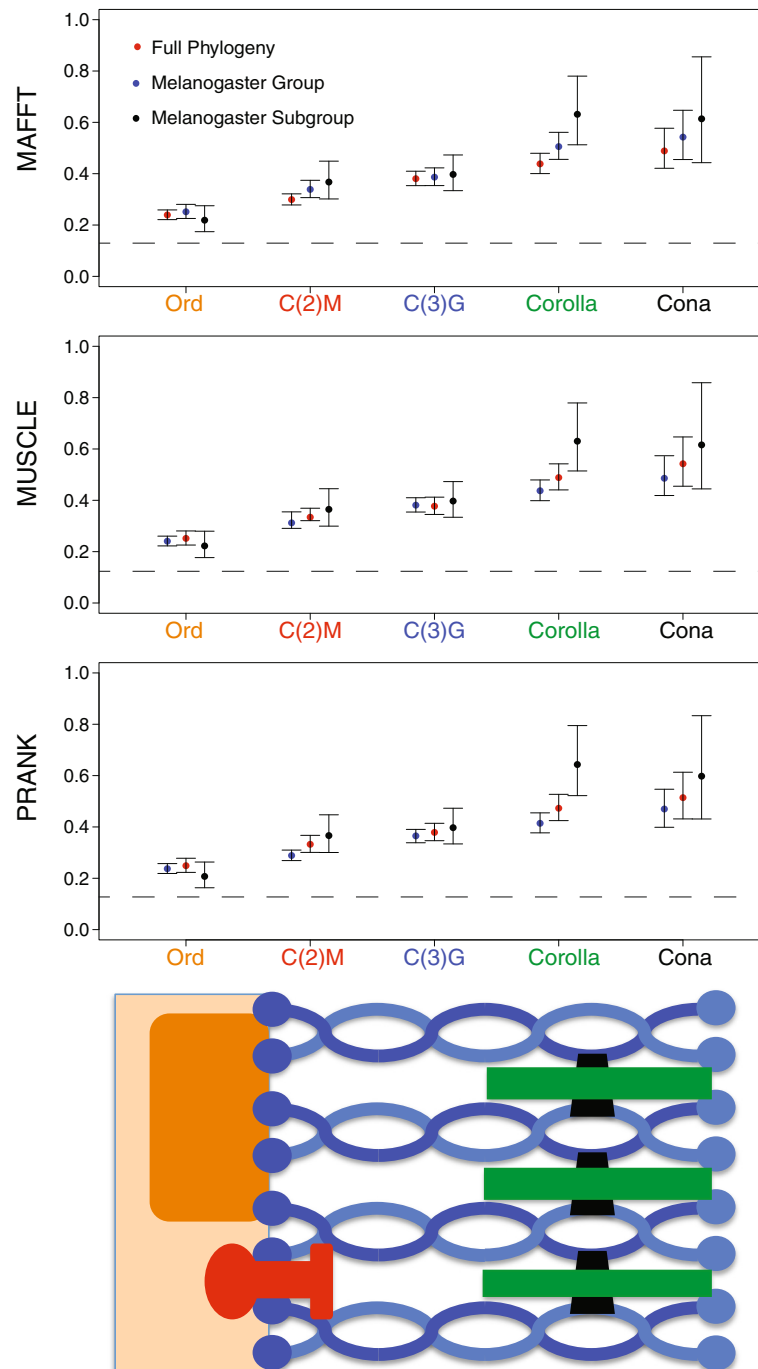 MAFFT
1.0
0.8
0.6
0.4
0.2
0.0
Full Phylogeny
Melanogaster Group
Melanogaster Subgroup
Ord C(2)M C(3)G Corolla Cona
MUSCLE
1.0
0.8
0.6
0.4
0.2
0.0
Ord C(2)M C(3)G Corolla Cona
PRANK
1.0
0.8
0.6
0.4
0.2
0.0
Ord C(2)M C(3)G Corolla Cona